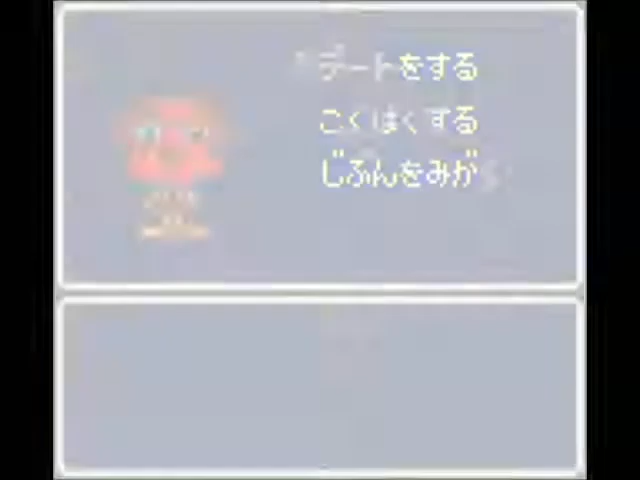 デートをする
こくはくする
じぶんをみが